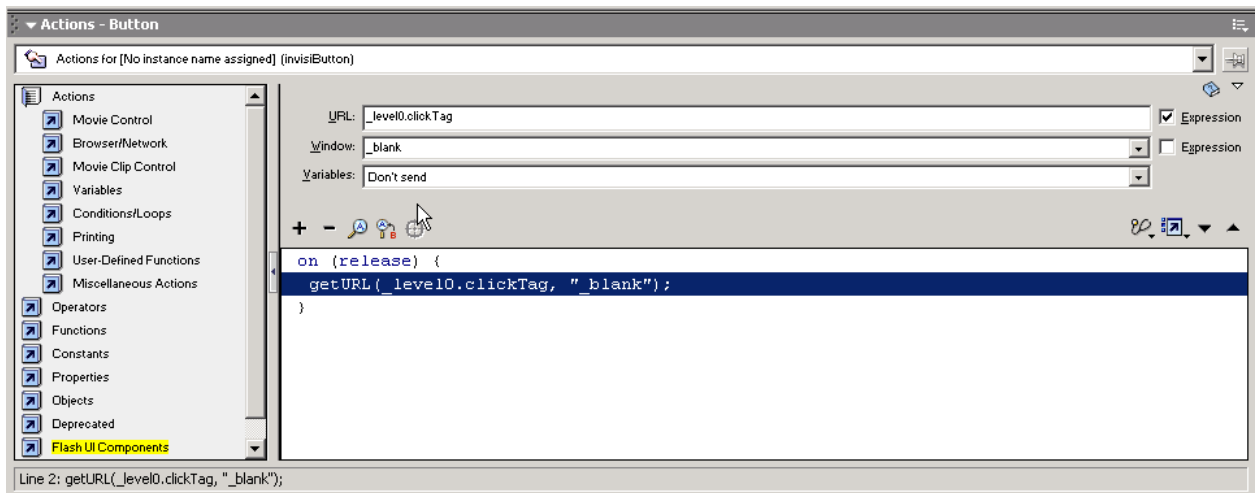 Actions - Button
Actions for [No instance name assigned] (invisiButton)
Actions
Movie Control
Browser/Network
Movie Clip Control
Variables
Conditions/Loops
Printing
User-Defined Functions
Miscellaneous Actions
Operators
Functions
Constants
Properties
Objects
Deprecated
Flash UI Components
URL: _level0.clickTag Expression
Window: _blank Expression
Variables: Don't send
on (release) {
getURL(_level0.clickTag, "_blank");
}
Line 2: getURL(_level0.clickTag, "_blank");